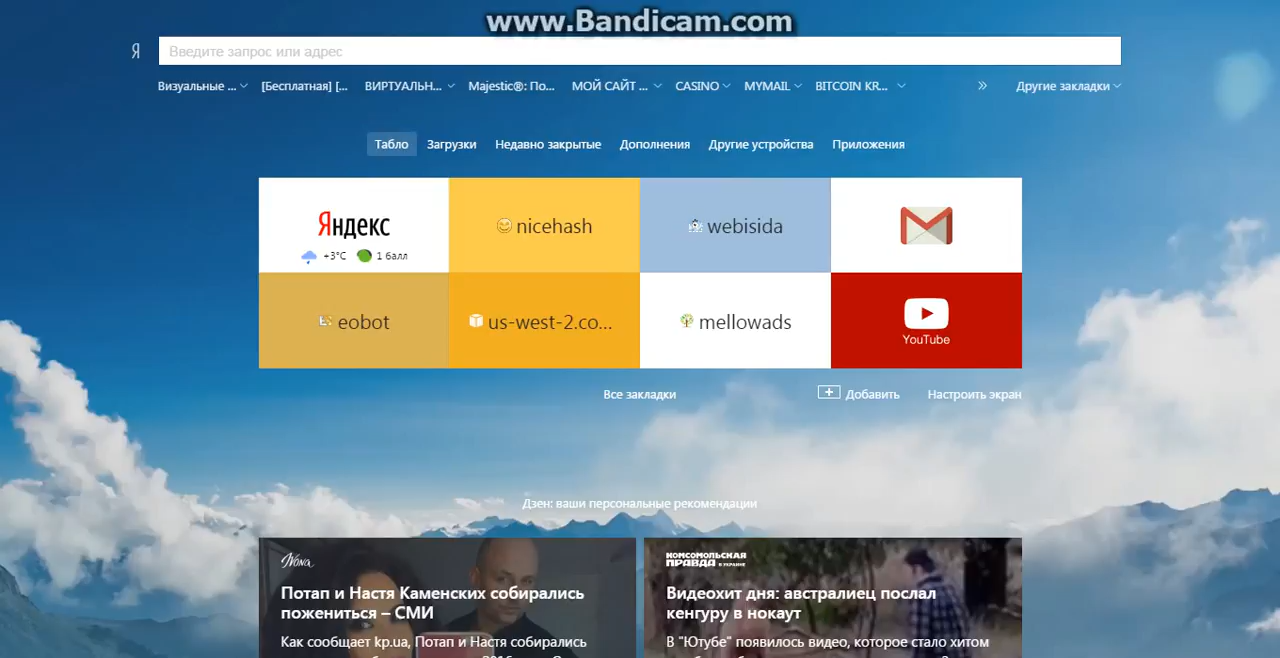 www.Bandicam.com
Я Введите запрос или адрес
Визуальные ... [Бесплатная] [... ВИРТУАЛЬН... Majestic®: По... МОЙ САЙТ ... CASINO MYMAIL BITCOIN KR... » Другие закладки
Табло Загрузки Недавно закрытые Дополнения Другие устройства Приложения
Яндекс nicehash webisida
+3°C 1 балл
eobot us-west-2.co... mellowads YouTube
Все закладки Добавить Настроить экран
Дзен: ваши персональные рекомендации
Ivona
Потап и Настя Каменских собирались
пожениться – СМИ
Как сообщает kp.ua, Потап и Настя собирались
КОМСОМОЛЬСКАЯ
ПРАВДА В УКРАИНЕ
Видеохит дня: австралиец послал
кенгуру в нокаут
В "Ютубе" появилось видео, которое стало хитом